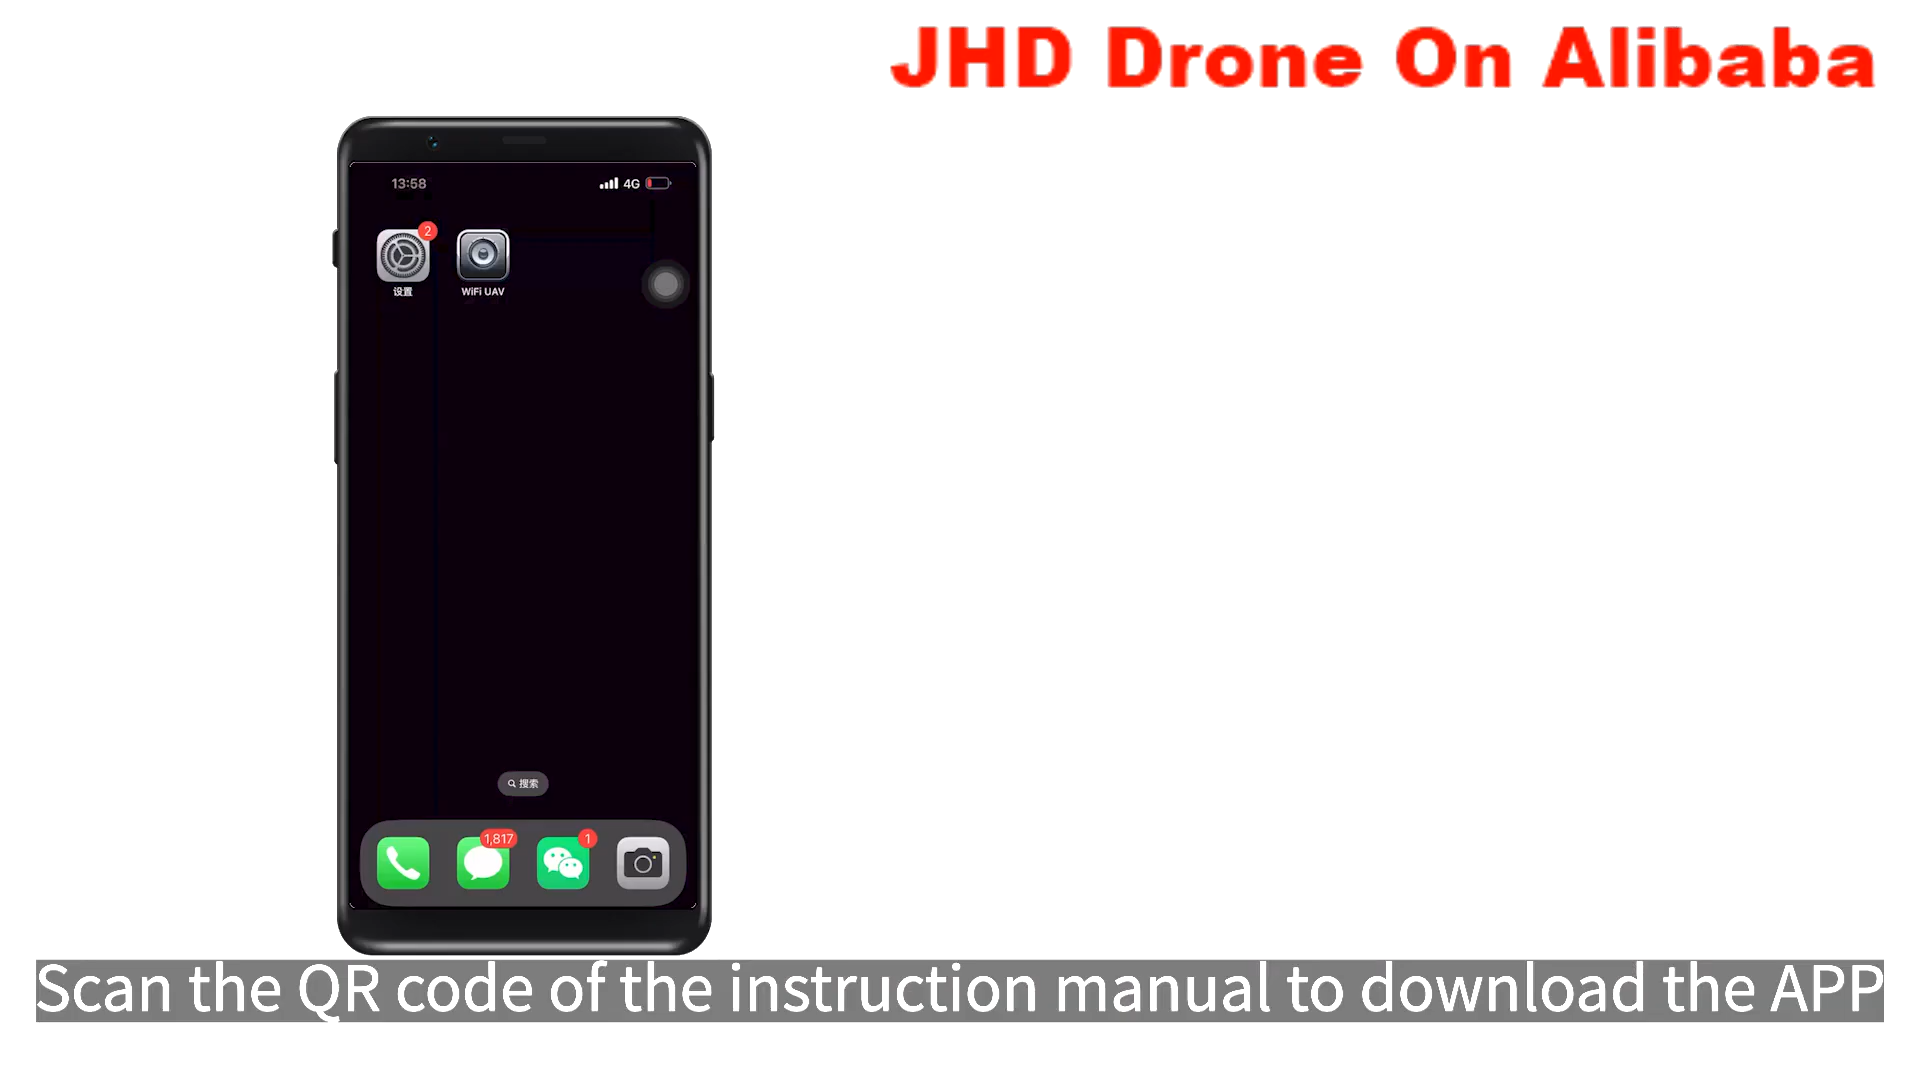 JHD Drone On Alibaba
13:58
4G
2
设置
WiFi UAV
搜索
1,817
1
Scan the QR code of the instruction manual to download the APP